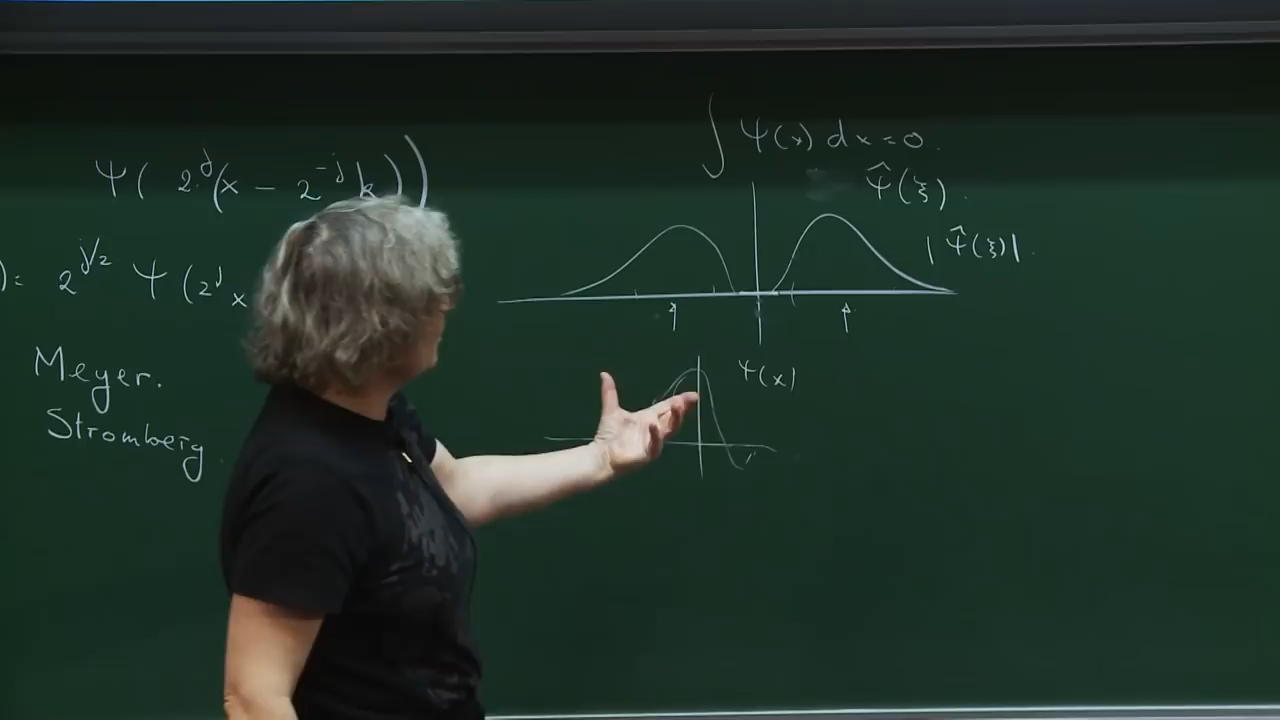 Ψ( 2^j(x − 2^{-j}k))
)= 2^{j/2} Ψ(2^j x
Meyer.
Stromberg
∫ Ψ(x) dx = 0.
Ψ̂(ξ).
|Ψ̂(ξ)|.
Ψ(x)